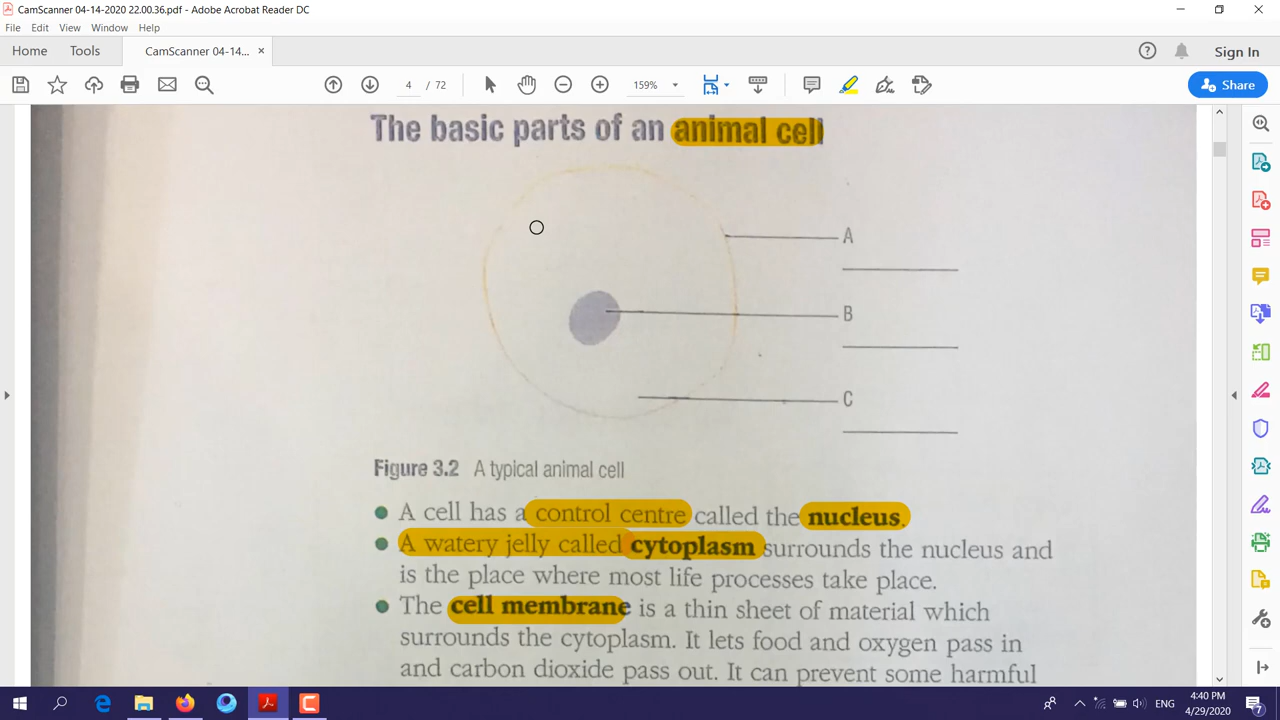 CamScanner 04-14-2020 22.00.36.pdf - Adobe Acrobat Reader DC
File Edit View Window Help
Home Tools CamScanner 04-14... × Sign In
4 / 72 159% Share
The basic parts of an animal cell
A
B
C
Figure 3.2 A typical animal cell
A cell has a control centre called the nucleus.
A watery jelly called cytoplasm surrounds the nucleus and
is the place where most life processes take place.
The cell membrane is a thin sheet of material which
surrounds the cytoplasm. It lets food and oxygen pass in
and carbon dioxide pass out. It can prevent some harmful
ENG 4:40 PM
4/29/2020 7